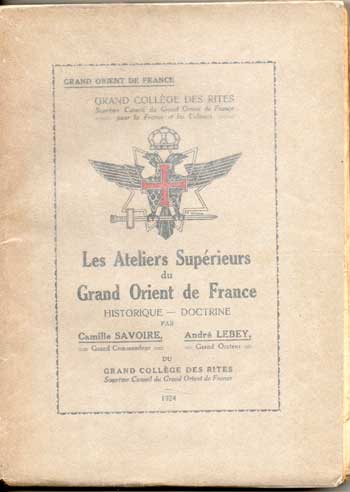 GRAND ORIENT DE FRANCE
GRAND COLLÈGE DES RITES
Suprême Conseil du Grand Orient de France
pour la France et les Colonies
Les Ateliers Supérieurs
du
Grand Orient de France
HISTORIQUE — DOCTRINE
PAR
Camille SAVOIRE, André LEBEY,
Grand Commandeur Grand Orateur
DU
GRAND COLLÈGE DES RITES
Suprême Conseil du Grand Orient de France
1924